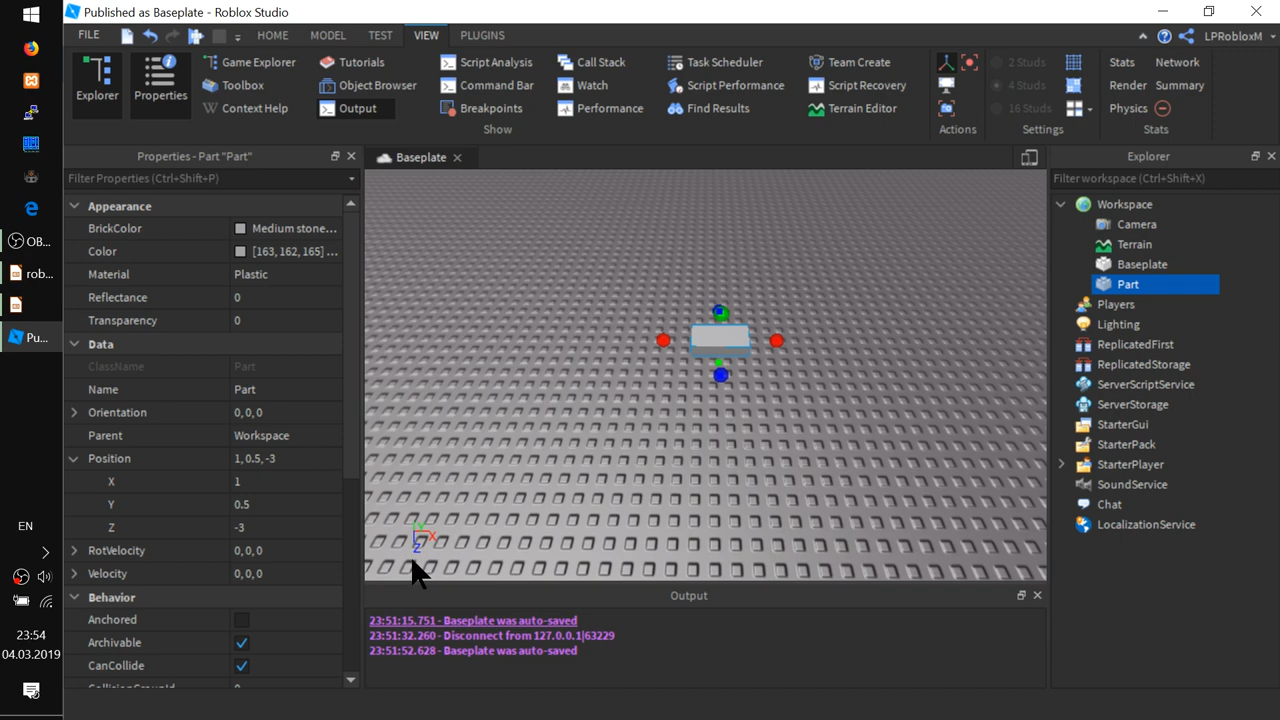 Published as Baseplate - Roblox Studio
FILE HOME MODEL TEST VIEW PLUGINS LPRobloxM
Explorer
Properties
Game Explorer
Toolbox
Context Help
Tutorials
Object Browser
Output
Script Analysis
Command Bar
Breakpoints
Call Stack
Watch
Performance
Task Scheduler
Script Performance
Find Results
Team Create
Script Recovery
Terrain Editor
Show
Actions
2 Studs
4 Studs
16 Studs
Settings
Stats Network
Render Summary
Physics
Stats
Properties - Part "Part"
Filter Properties (Ctrl+Shift+P)
Appearance
BrickColor Medium stone...
Color [163, 162, 165] ...
Material Plastic
Reflectance 0
Transparency 0
Data
ClassName Part
Name Part
Orientation 0, 0, 0
Parent Workspace
Position 1, 0.5, -3
X 1
Y 0.5
Z -3
RotVelocity 0, 0, 0
Velocity 0, 0, 0
Behavior
Anchored
Archivable
CanCollide
Baseplate
Y
X
Z
Output
23:51:15.751 - Baseplate was auto-saved
23:51:32.260 - Disconnect from 127.0.0.1|63229
23:51:52.628 - Baseplate was auto-saved
Explorer
Filter workspace (Ctrl+Shift+X)
Workspace
Camera
Terrain
Baseplate
Part
Players
Lighting
ReplicatedFirst
ReplicatedStorage
ServerScriptService
ServerStorage
StarterGui
StarterPack
StarterPlayer
SoundService
Chat
LocalizationService
OB...
rob...
Pu...
EN
23:54
04.03.2019